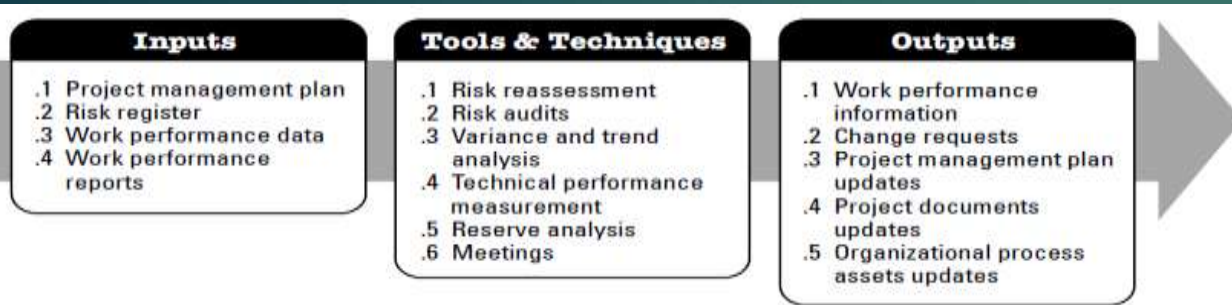 Inputs
.1 Project management plan
.2 Risk register
.3 Work performance data
.4 Work performance
reports
Tools & Techniques
.1 Risk reassessment
.2 Risk audits
.3 Variance and trend
analysis
.4 Technical performance
measurement
.5 Reserve analysis
.6 Meetings
Outputs
.1 Work performance
information
.2 Change requests
.3 Project management plan
updates
.4 Project documents
updates
.5 Organizational process
assets updates